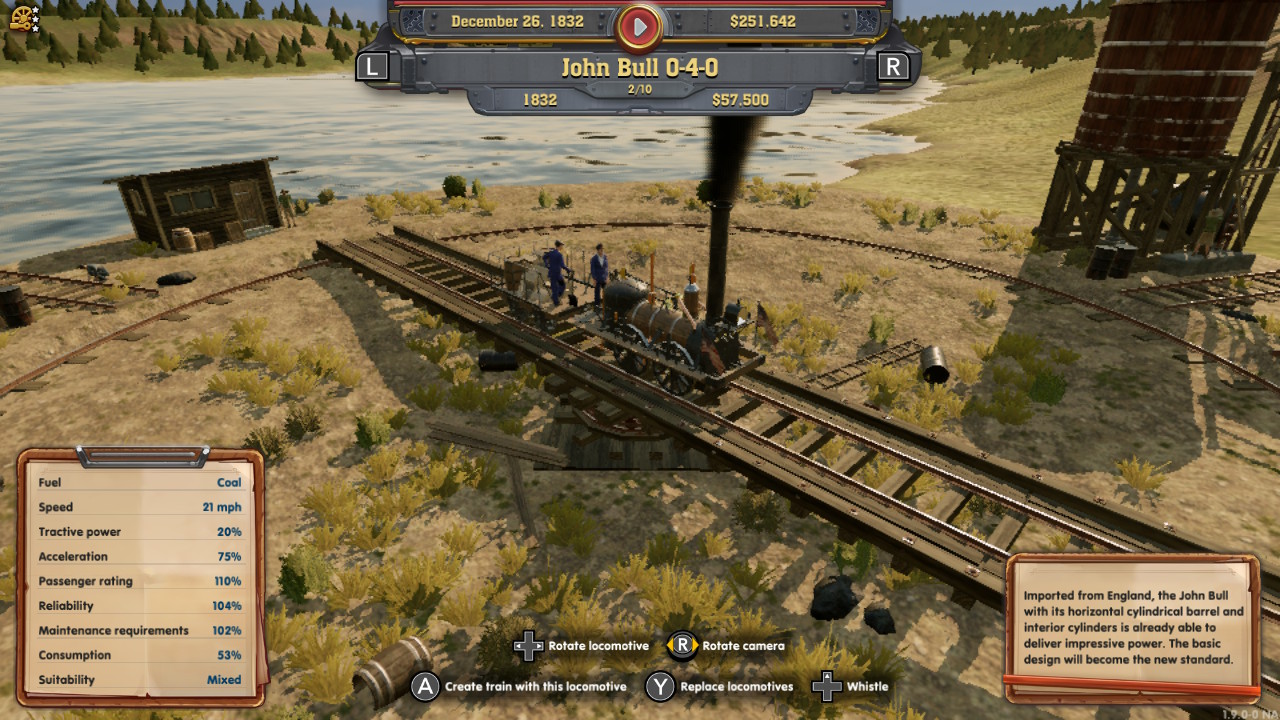 December 26, 1832
$251,642
L
John Bull 0-4-0
R
2/10
1832
$57,500
Fuel Coal
Speed 21 mph
Tractive power 20%
Acceleration 75%
Passenger rating 110%
Reliability 104%
Maintenance requirements 102%
Consumption 53%
Suitability Mixed
Imported from England, the John Bull
with its horizontal cylindrical barrel and
interior cylinders is already able to
deliver impressive power. The basic
design will become the new standard.
Rotate locomotive
R Rotate camera
A Create train with this locomotive
Y Replace locomotives
Whistle